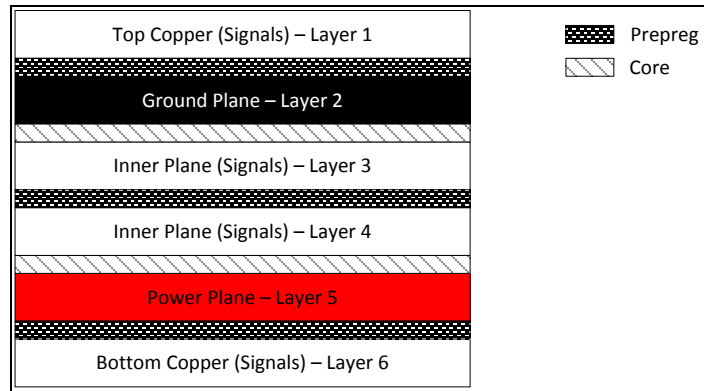 Top Copper (Signals) – Layer 1
Prepreg
Core
Ground Plane – Layer 2
Inner Plane (Signals) – Layer 3
Inner Plane (Signals) – Layer 4
Power Plane – Layer 5
Bottom Copper (Signals) – Layer 6